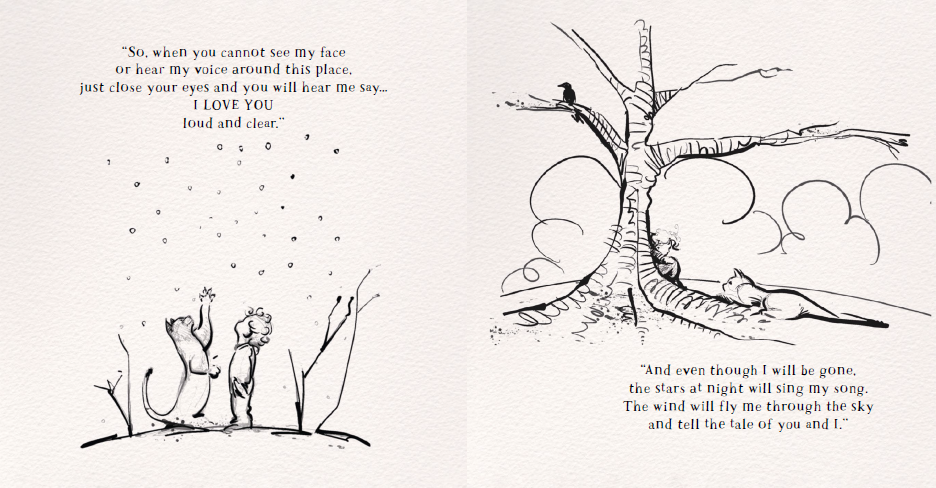 "So, when you cannot see my face
or hear my voice around this place,
just close your eyes and you will hear me say...
I LOVE YOU
loud and clear."
"And even though I will be gone,
the stars at night will sing my song.
The wind will fly me through the sky
and tell the tale of you and I."